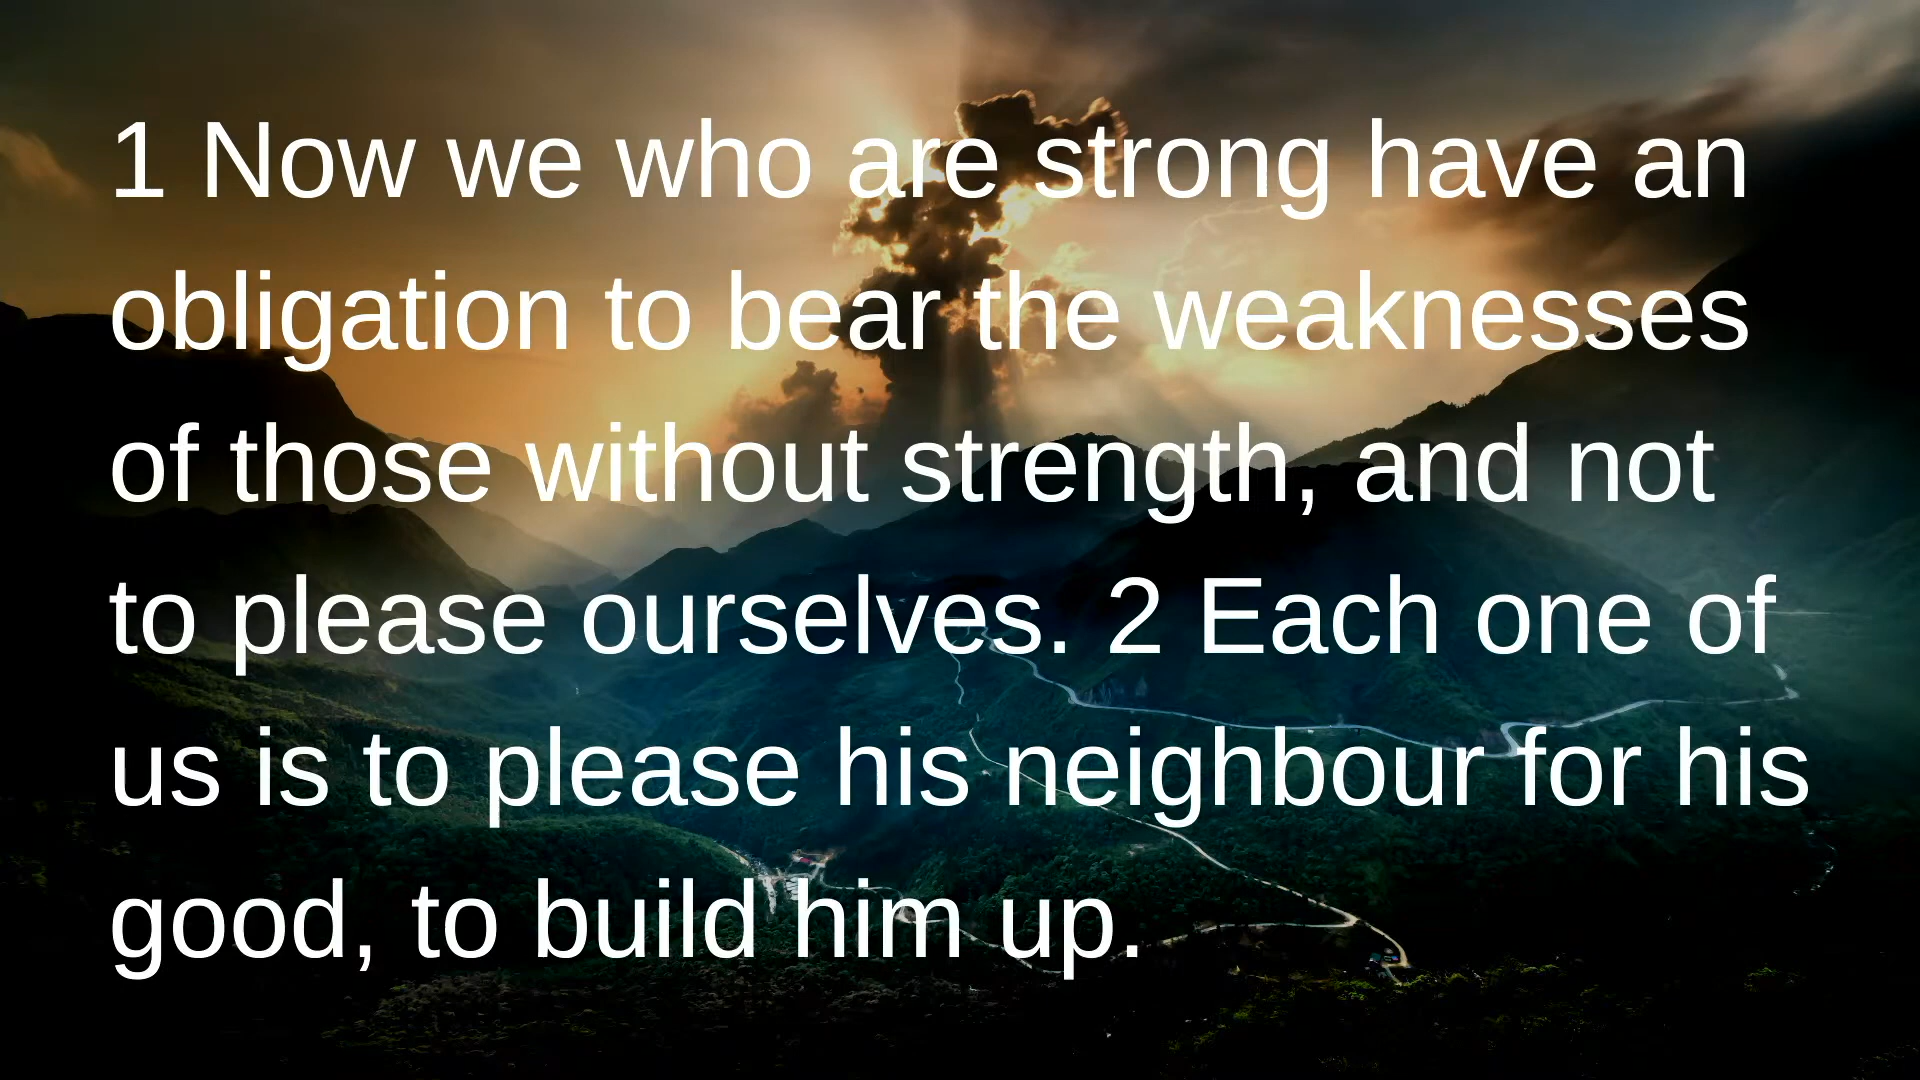 1 Now we who are strong have an
obligation to bear the weaknesses
of those without strength, and not
to please ourselves. 2 Each one of
us is to please his neighbour for his
good, to build him up.